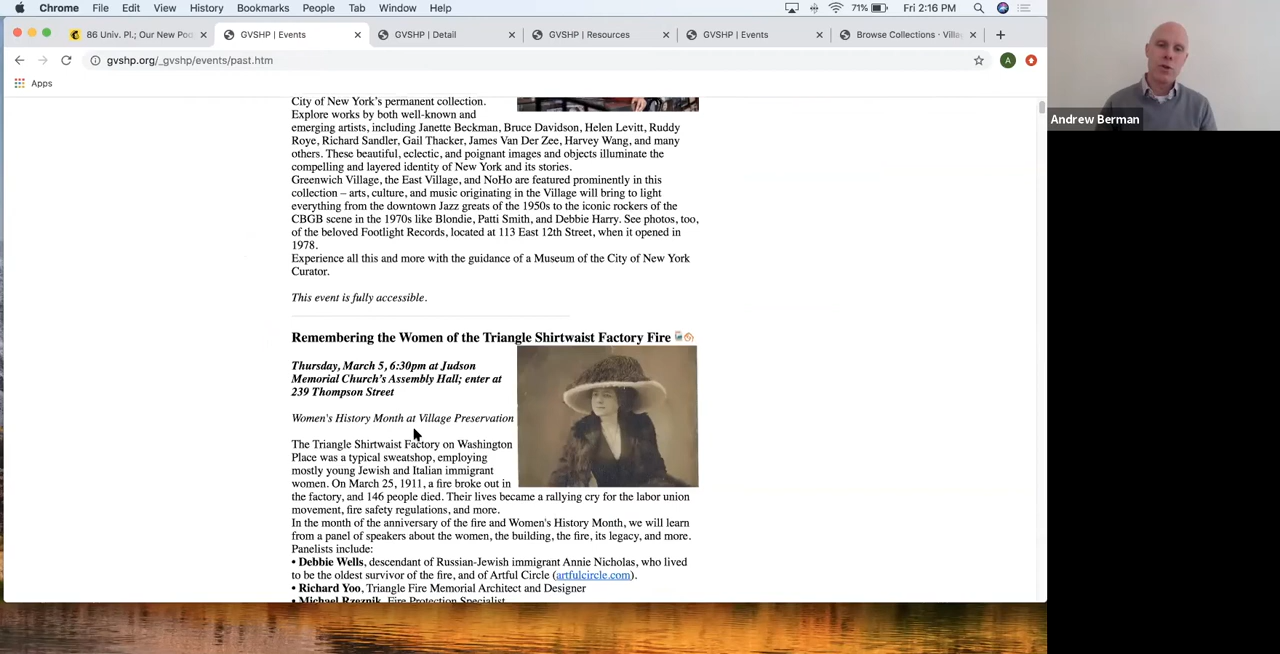 Chrome File Edit View History Bookmarks People Tab Window Help 71% Fri 2:16 PM
86 Univ. Pl.; Our New Pod
GVSHP | Events
GVSHP | Detail
GVSHP | Resources
GVSHP | Events
Browse Collections · Villa
gvshp.org/_gvshp/events/past.htm
A
Apps
Andrew Berman
City of New York's permanent collection.
Explore works by both well-known and
emerging artists, including Janette Beckman, Bruce Davidson, Helen Levitt, Ruddy
Roye, Richard Sandler, Gail Thacker, James Van Der Zee, Harvey Wang, and many
others. These beautiful, eclectic, and poignant images and objects illuminate the
compelling and layered identity of New York and its stories.
Greenwich Village, the East Village, and NoHo are featured prominently in this
collection – arts, culture, and music originating in the Village will bring to light
everything from the downtown Jazz greats of the 1950s to the iconic rockers of the
CBGB scene in the 1970s like Blondie, Patti Smith, and Debbie Harry. See photos, too,
of the beloved Footlight Records, located at 113 East 12th Street, when it opened in
1978.
Experience all this and more with the guidance of a Museum of the City of New York
Curator.
This event is fully accessible.
Remembering the Women of the Triangle Shirtwaist Factory Fire
Thursday, March 5, 6:30pm at Judson
Memorial Church's Assembly Hall; enter at
239 Thompson Street
Women's History Month at Village Preservation
The Triangle Shirtwaist Factory on Washington
Place was a typical sweatshop, employing
mostly young Jewish and Italian immigrant
women. On March 25, 1911, a fire broke out in
the factory, and 146 people died. Their lives became a rallying cry for the labor union
movement, fire safety regulations, and more.
In the month of the anniversary of the fire and Women's History Month, we will learn
from a panel of speakers about the women, the building, the fire, its legacy, and more.
Panelists include:
• Debbie Wells, descendant of Russian-Jewish immigrant Annie Nicholas, who lived
to be the oldest survivor of the fire, and of Artful Circle (artfulcircle.com).
• Richard Yoo, Triangle Fire Memorial Architect and Designer
• Michael Rzeznik, Fire Protection Specialist